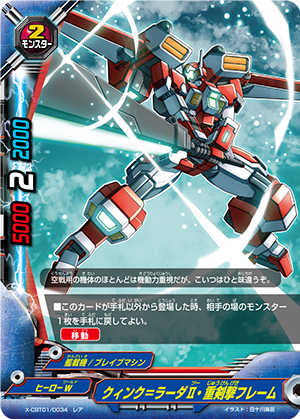 2
モンスター
5000 2 2000
空戦用の機体のほとんどは機動力重視だが、こいつはひと味違うぞ。
■このカードが手札以外から登場した時、相手の場のモンスター
1枚を手札に戻してよい。
移動
艦載機/ブレイブマシン
ヒーローW
クィンク=ラーダⅡ・重剣撃フレーム
X-CBT01/0034 レア
イラスト:日十川麻呂